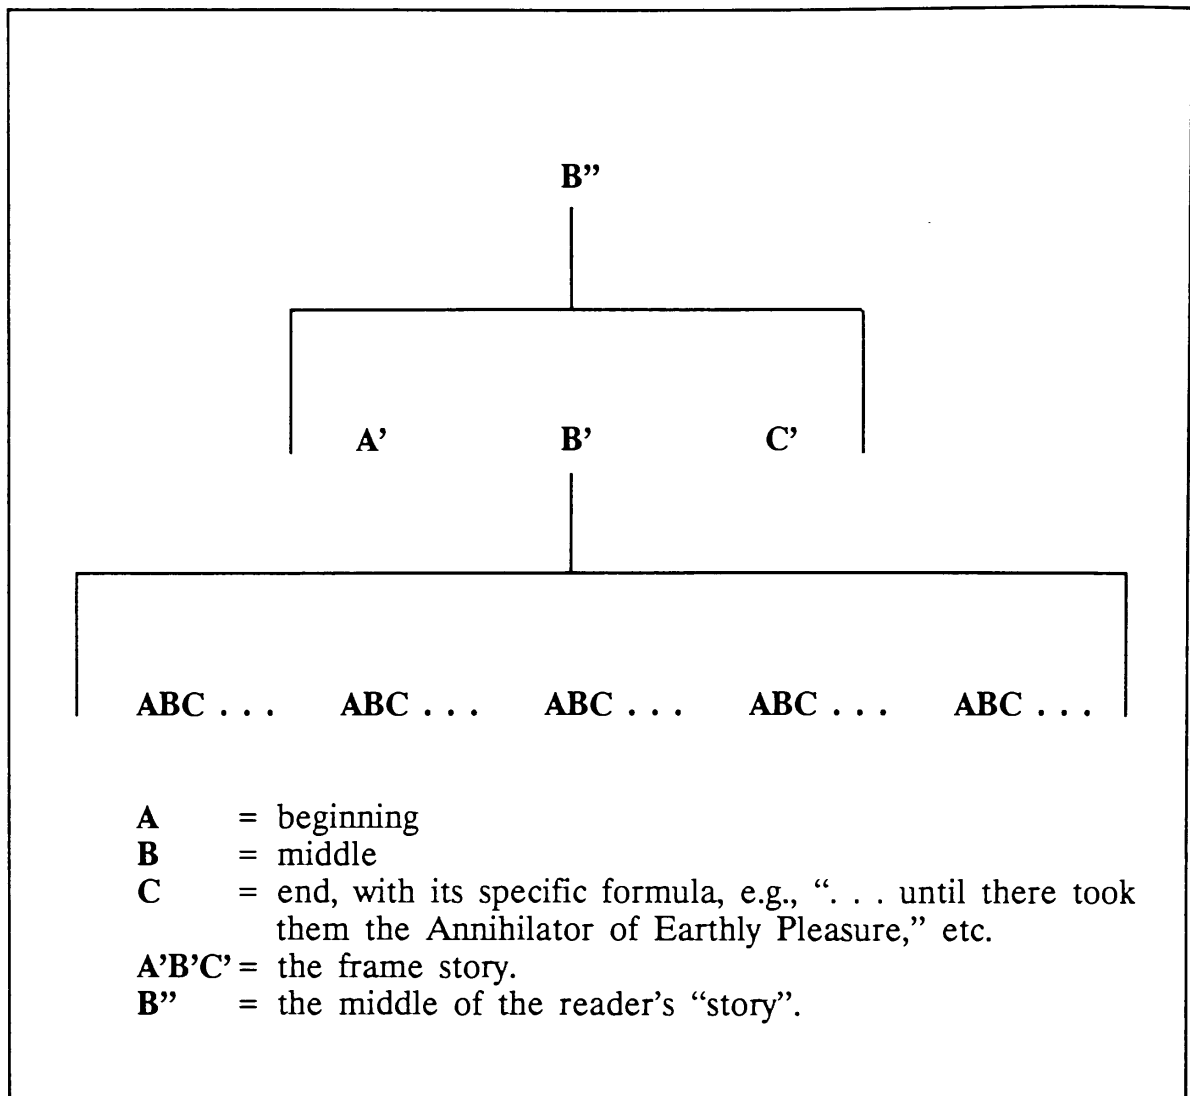 B”
A’ B’ C’
ABC . . . ABC . . . ABC . . . ABC . . . ABC . . .
A = beginning
B = middle
C = end, with its specific formula, e.g., “. . . until there took
them the Annihilator of Earthly Pleasure,” etc.
A’B’C’ = the frame story.
B” = the middle of the reader’s “story”.